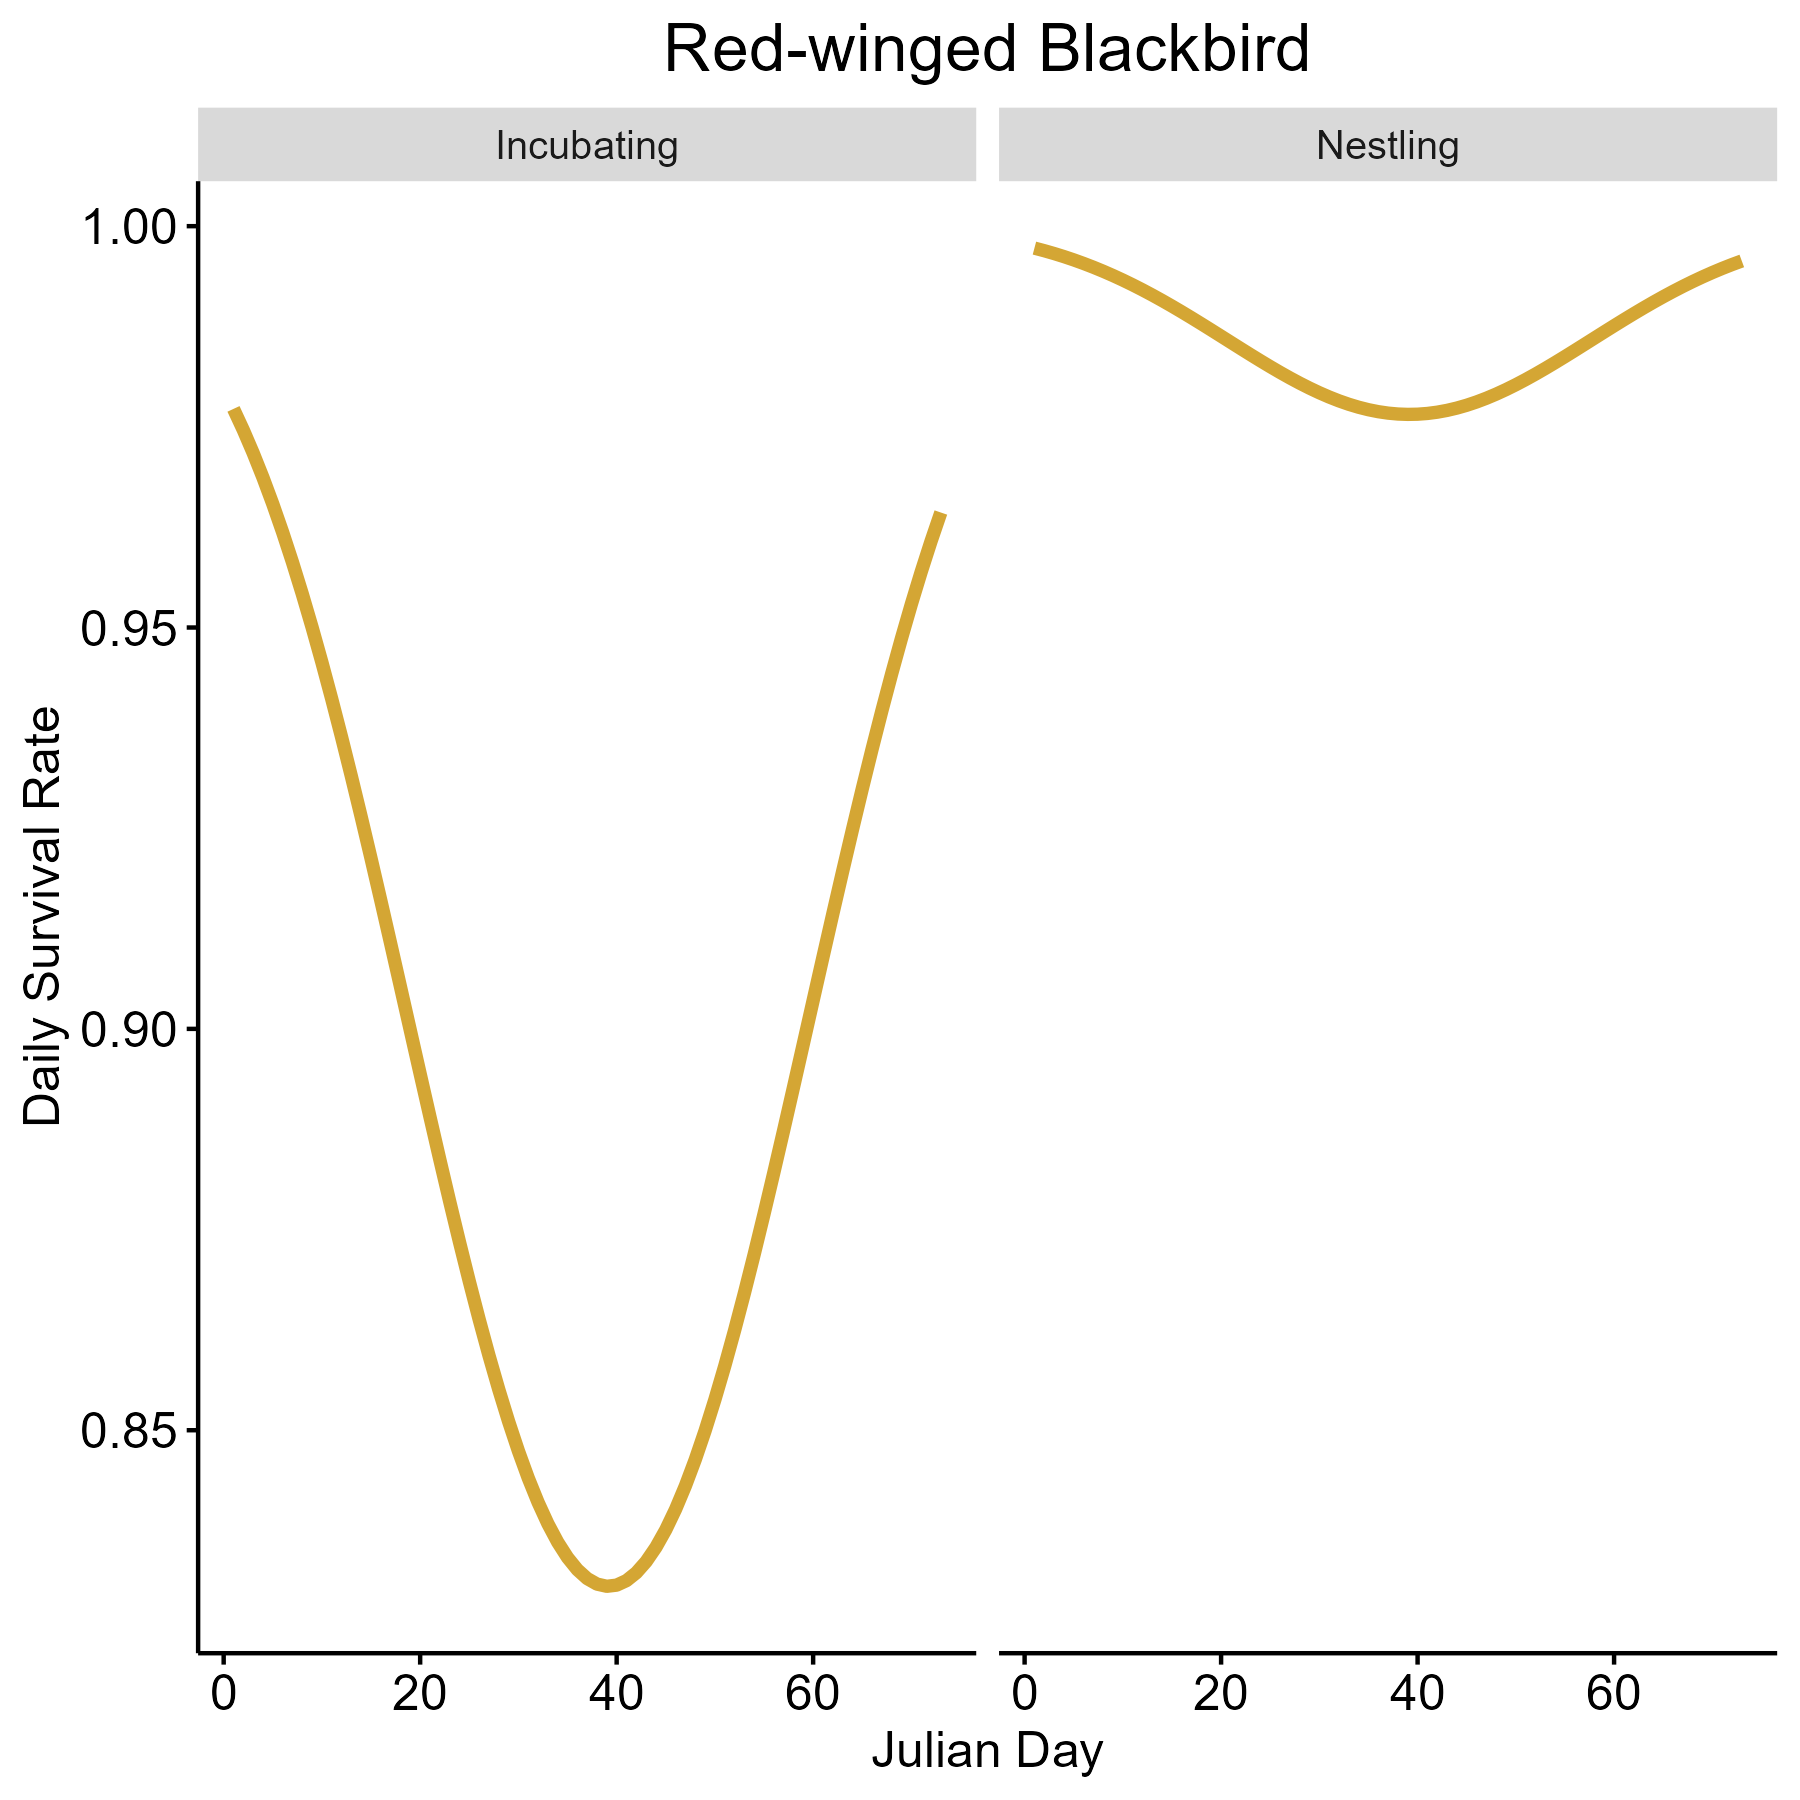 Red-winged Blackbird
Incubating
Nestling
1.00
0.95
0.90
0.85
Daily Survival Rate
0 20 40 60
0 20 40 60
Julian Day